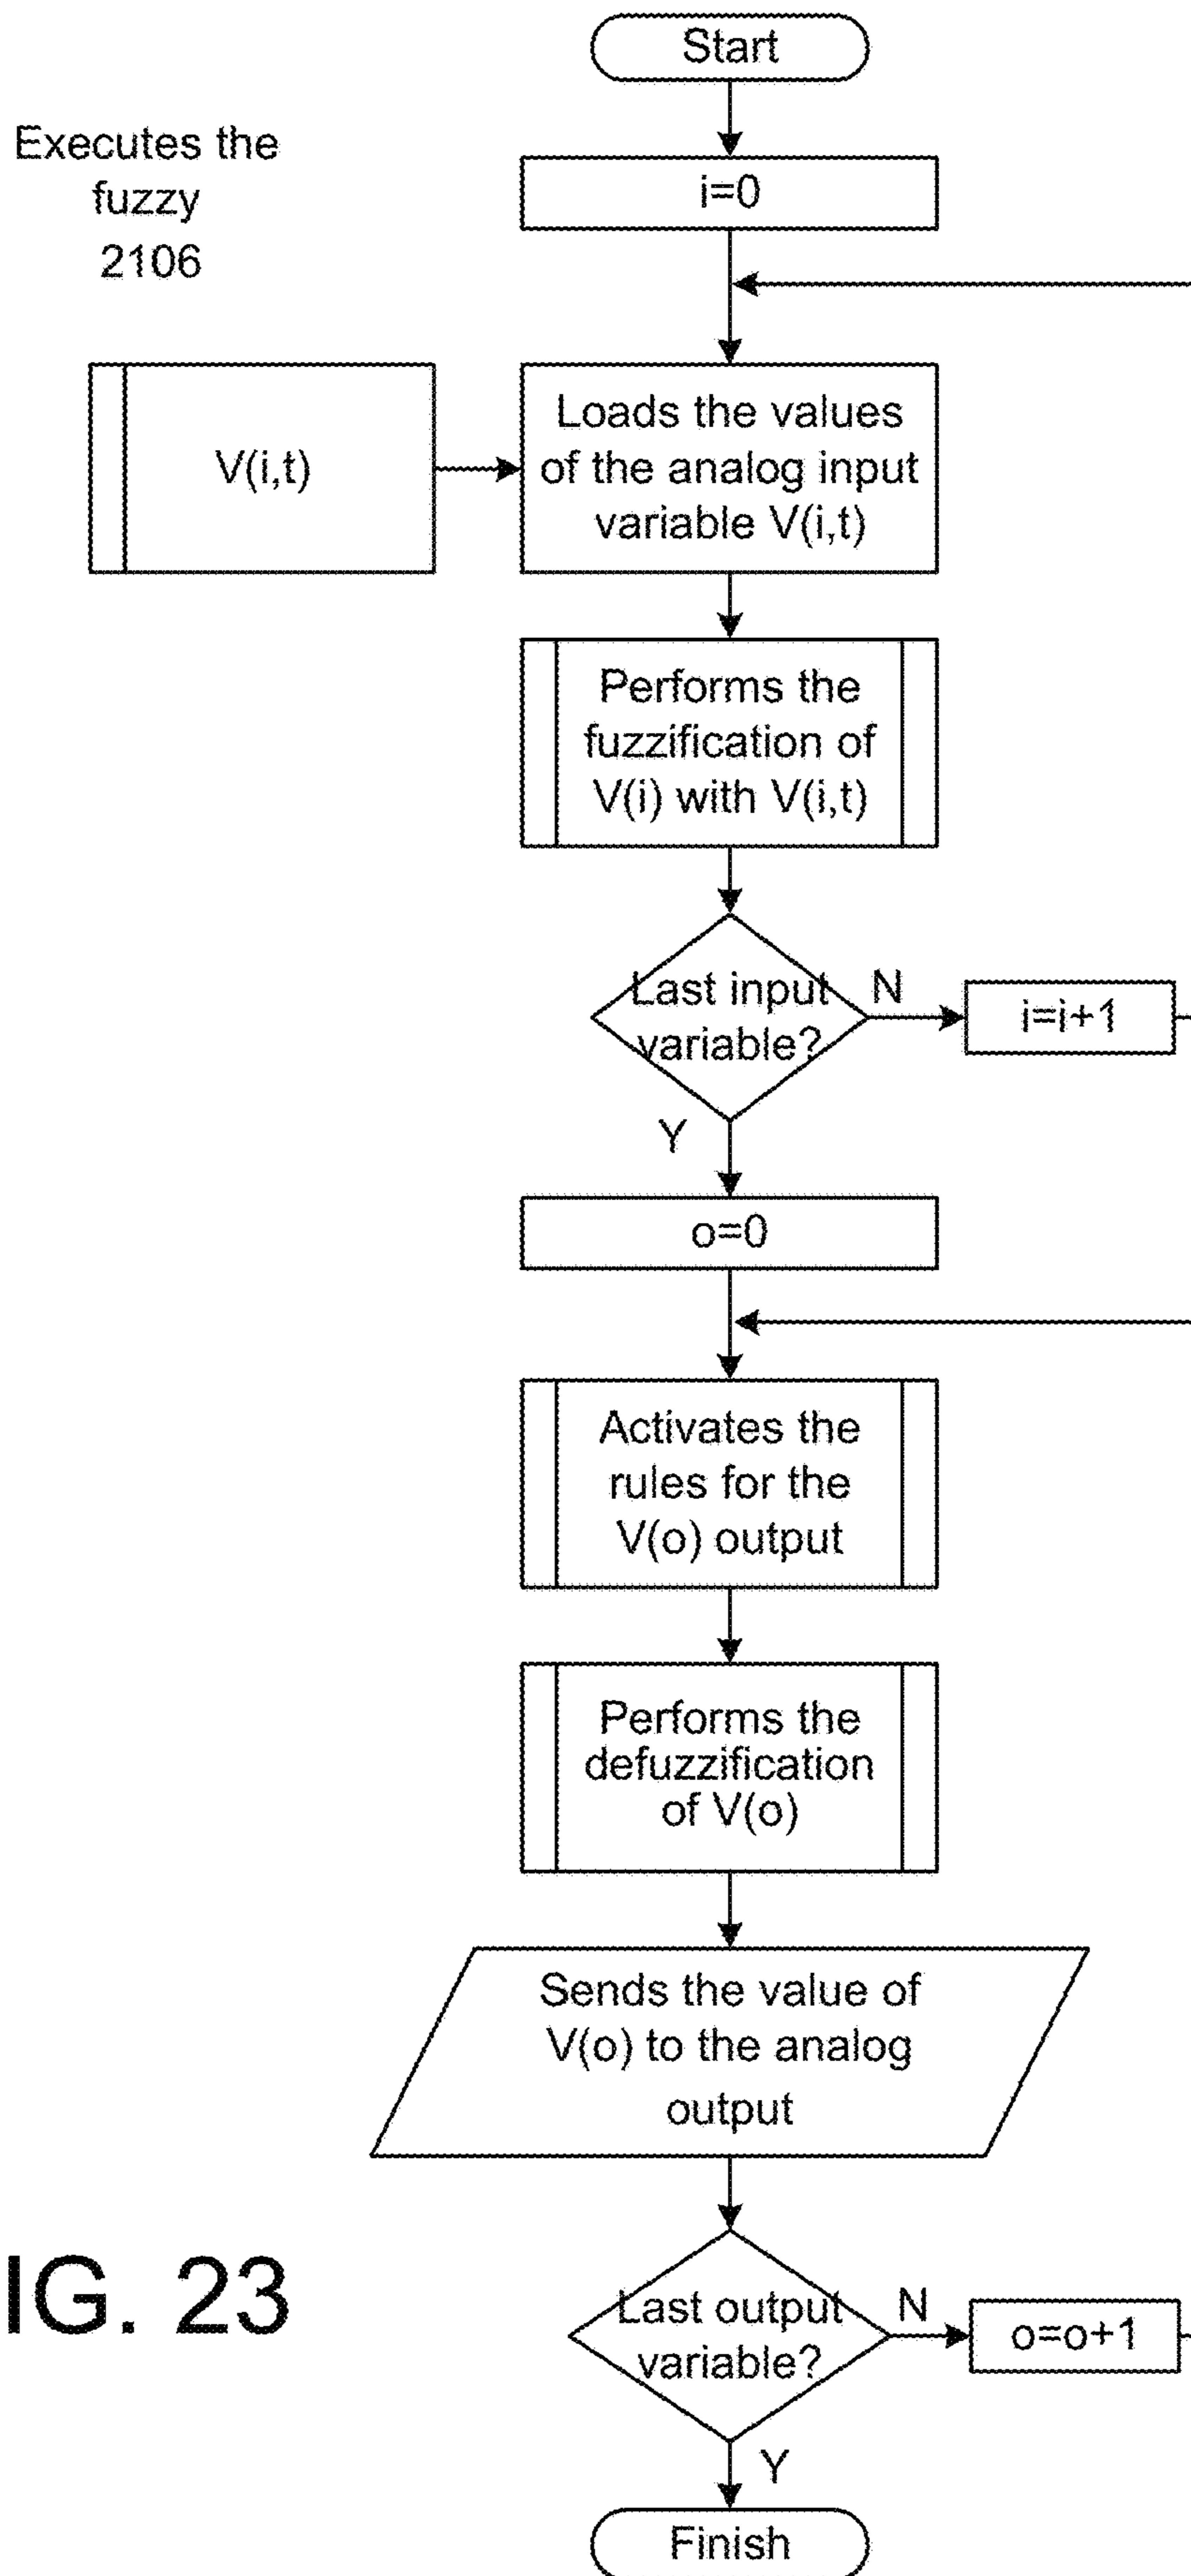 Start
Executes the
fuzzy
2106
i=0
V(i,t)
Loads the values
of the analog input
variable V(i,t)
Performs the
fuzzification of
V(i) with V(i,t)
Last input
variable?
N
i=i+1
Y
o=0
Activates the
rules for the
V(o) output
Performs the
defuzzification
of V(o)
Sends the value of
V(o) to the analog
output
Last output
variable?
N
o=o+1
Y
Finish
IG. 23